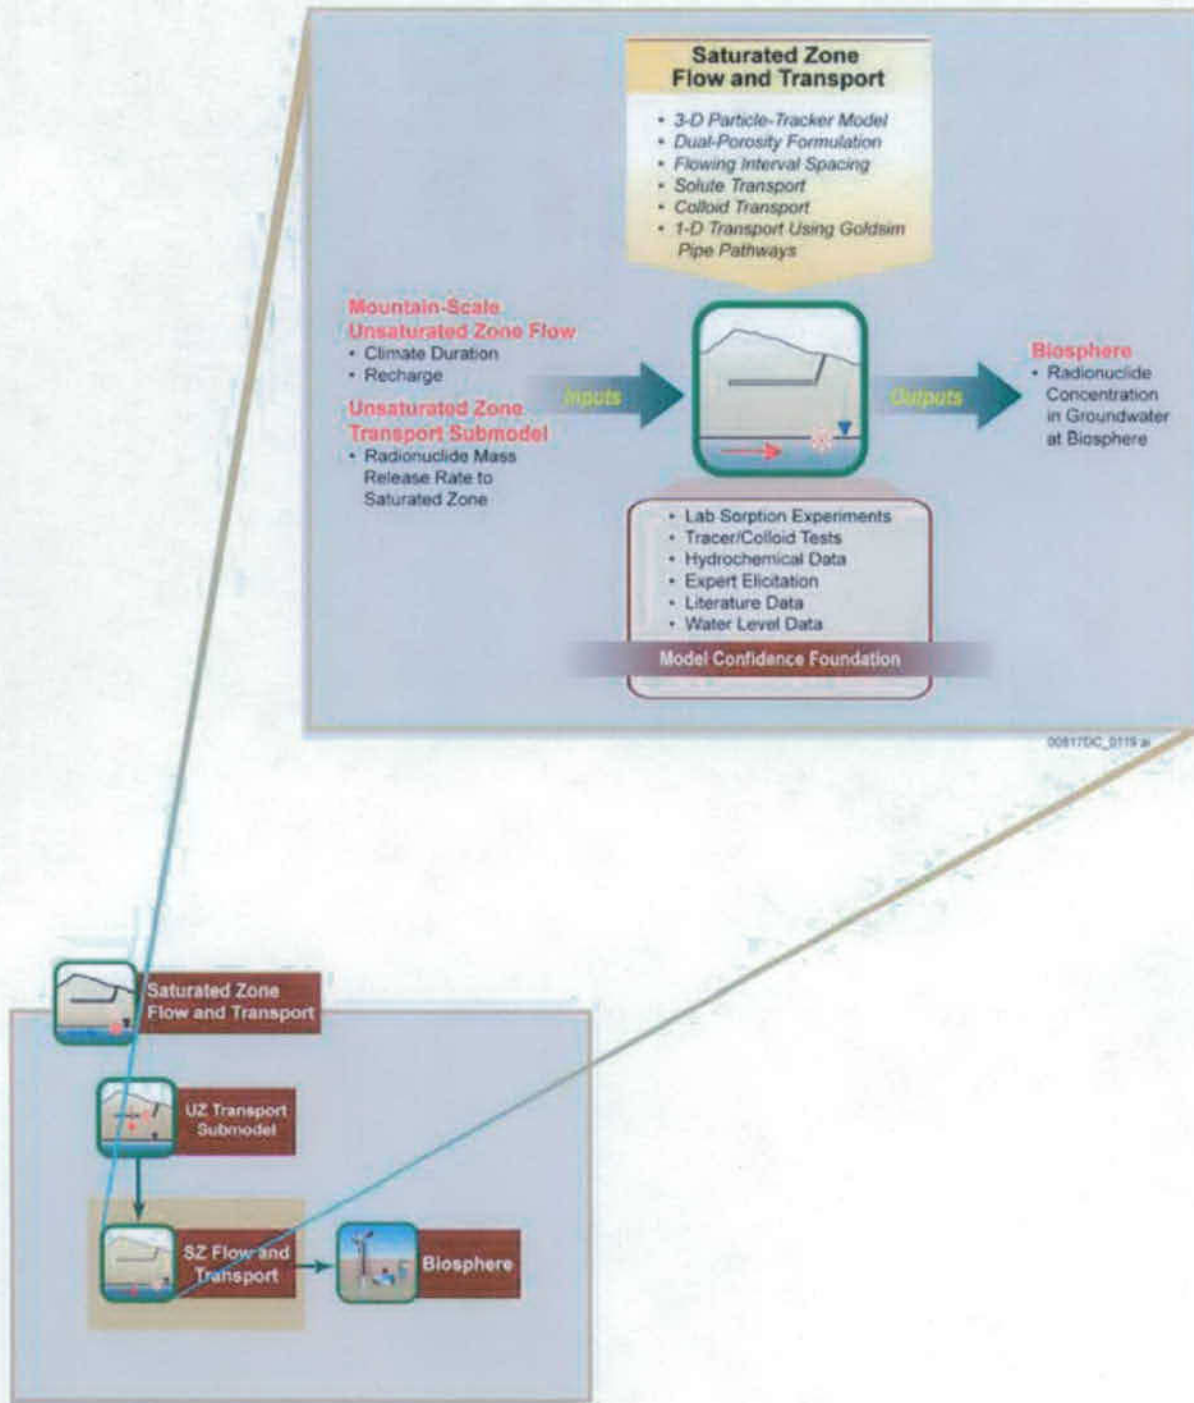 Saturated Zone
Flow and Transport
• 3-D Particle-Tracker Model
• Dual-Porosity Formulation
• Flowing Interval Spacing
• Solute Transport
• Colloid Transport
• 1-D Transport Using Goldsim
Pipe Pathways
Mountain-Scale
Unsaturated Zone Flow
• Climate Duration
• Recharge
Unsaturated Zone
Transport Submodel
• Radionuclide Mass
Release Rate to
Saturated Zone
Inputs
Outputs
Biosphere
• Radionuclide
Concentration
in Groundwater
at Biosphere
• Lab Sorption Experiments
• Tracer/Colloid Tests
• Hydrochemical Data
• Expert Elicitation
• Literature Data
• Water Level Data
Model Confidence Foundation
00817DC_0119.ai
Saturated Zone
Flow and Transport
UZ Transport
Submodel
SZ Flow and
Transport
Biosphere